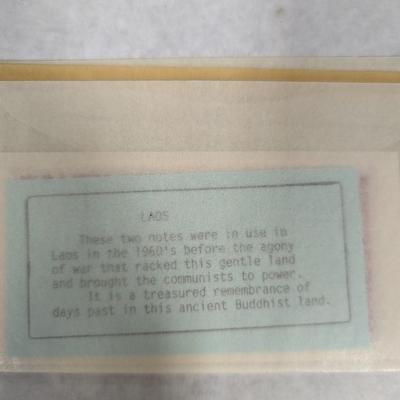 LAOS
These two notes were in use in
Laos in the 1960's before the agony
of war that racked this gentle land
and brought the communists to power.
It is a treasured remembrance of
days past in this ancient Buddhist land.